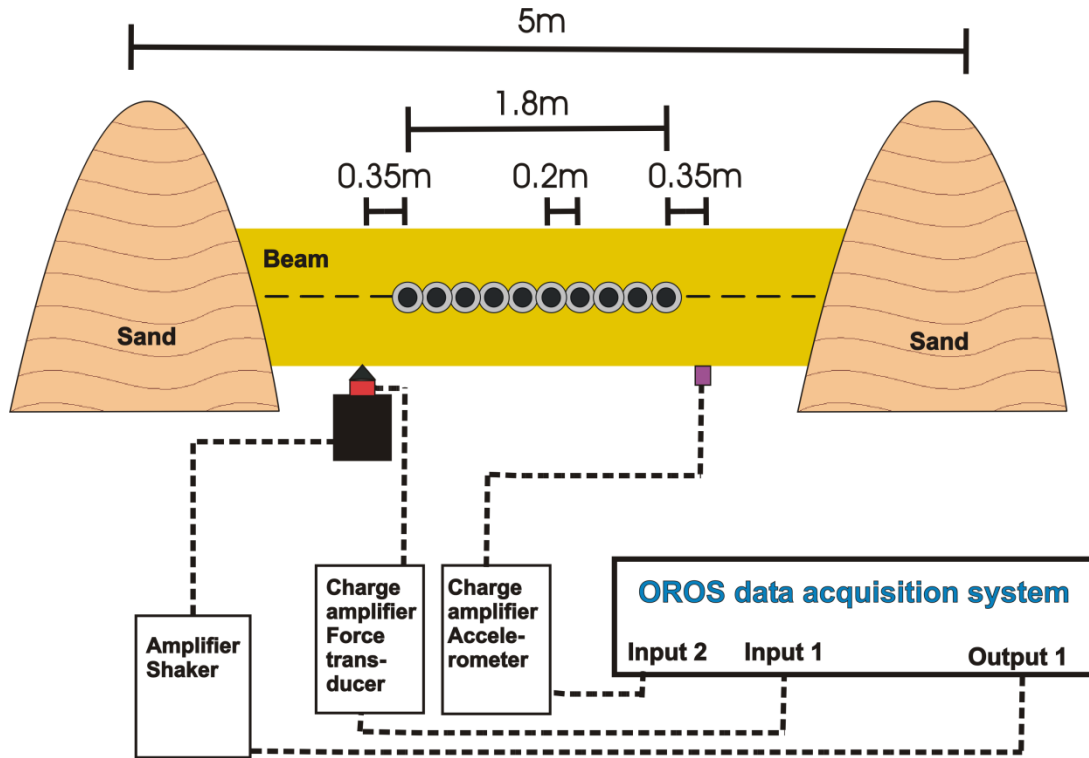 5m
1.8m
0.35m
0.2m
0.35m
Beam
Sand
Sand
Charge
amplifier
Force
trans-
ducer
Charge
amplifier
Accele-
rometer
Amplifier
Shaker
OROS data acquisition system
Input 2
Input 1
Output 1